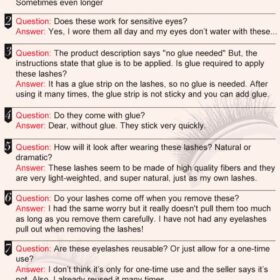 Sometimes even longer
2 Question: Does these work for sensitive eyes?
Answer: Yes, I wore them all day and my eyes don't water with these...
3 Question: The product description says "no glue needed" But, the
instructions state that glue is to be applied. Is glue required to apply
these lashes?
Answer: It has a glue strip on the lashes, so no glue is needed. After
using it many times, the glue strip is not sticky and you can add glue.
4 Question: Do they come with glue?
Answer: Dear, without glue. They stick very quickly.
5 Question: How will it look after wearing these lashes? Natural or
dramatic?
Answer: These lashes seem to be made of high quality fibers and they
are very light-weighted, and super natural, just as my own lashes.
6 Question: Do your lashes come off when you remove these?
Answer: I had the same worry but it really doesn't pull them too much
as long as you remove them carefully. I have not had any eyelashes
pull out when removing the lashes!
7 Question: Are these eyelashes reusable? Or just allow for a one-time
use?
Answer: I don't think it's only for one-time use and the seller says it's
not. Also, I already reused it many times.